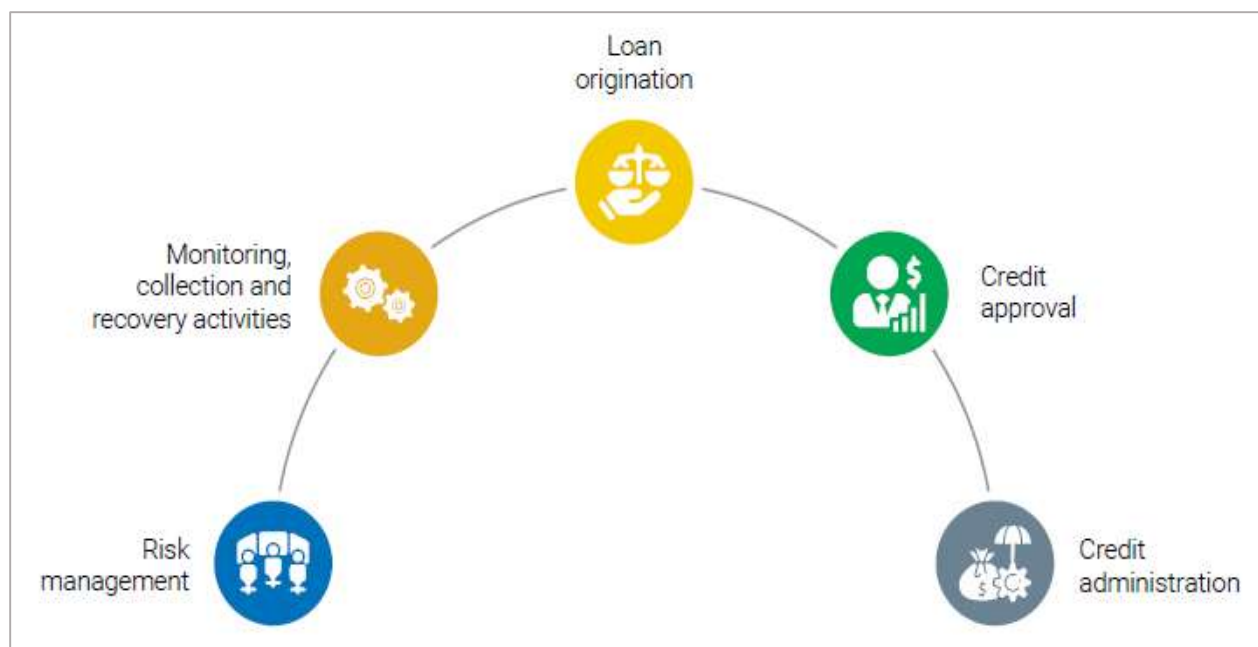 Loan
origination
Monitoring,
collection and
recovery activities
Credit
approval
Risk
management
Credit
administration